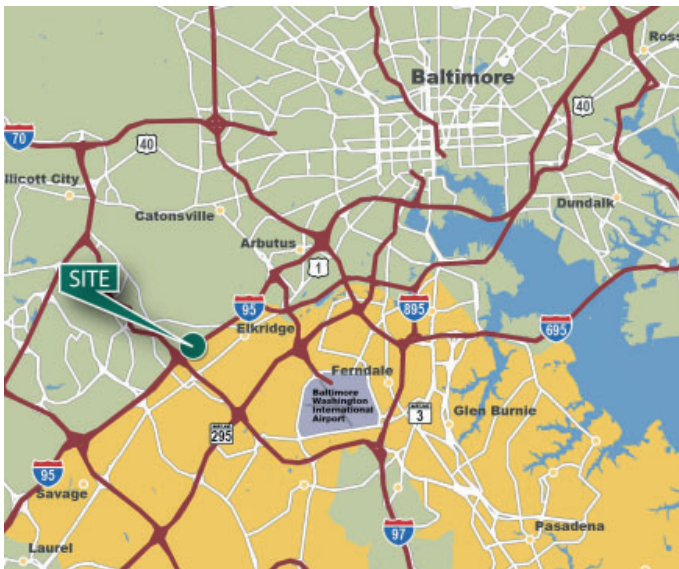 Ross
Baltimore
40
70
40
llicott City
Catonsville
Dundalk
Arbutus
1
SITE
95
895
695
Elkridge
Ferndale
Baltimore
Washington
International
Airport
3
Glen Burnie
295
95
Savage
97
Pasadena
Laurel